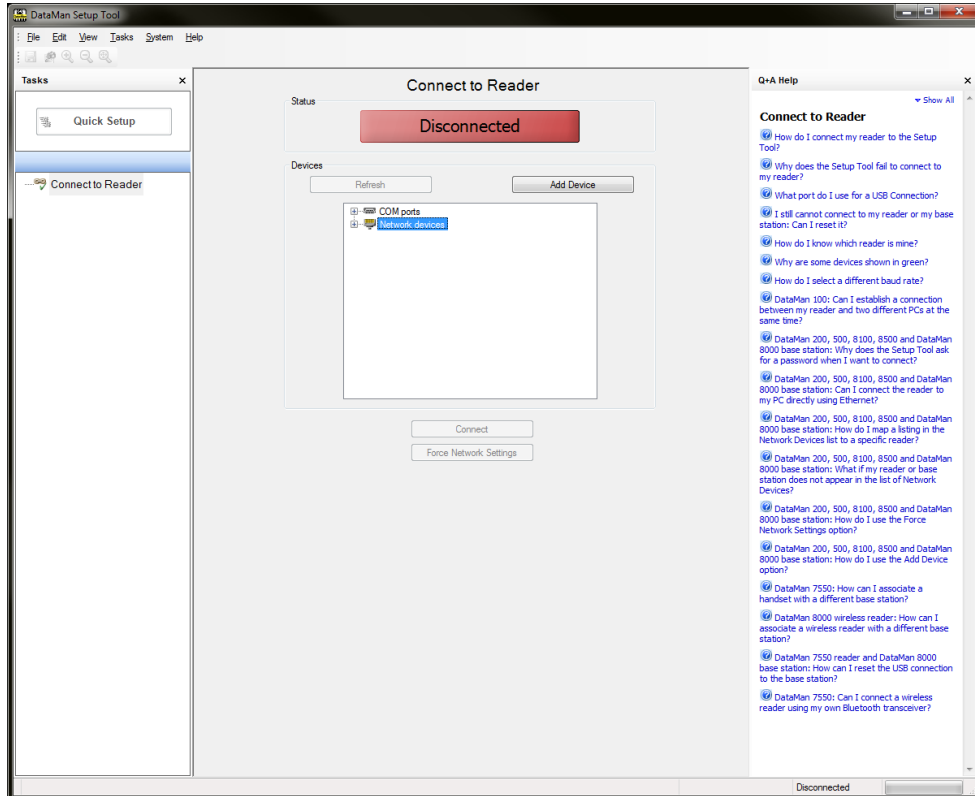 DataMan Setup Tool
File Edit View Tasks System Help
Tasks
Quick Setup
Connect to Reader
Connect to Reader
Status
Disconnected
Devices
Refresh
Add Device
COM ports
Network devices
Connect
Force Network Settings
Q+A Help
Show All
Connect to Reader
How do I connect my reader to the Setup
Tool?
Why does the Setup Tool fail to connect to
my reader?
What port do I use for a USB Connection?
I still cannot connect to my reader or my base
station: Can I reset it?
How do I know which reader is mine?
Why are some devices shown in green?
How do I select a different baud rate?
DataMan 100: Can I establish a connection
between my reader and two different PCs at the
same time?
DataMan 200, 500, 8100, 8500 and DataMan
8000 base station: Why does the Setup Tool ask
for a password when I want to connect?
DataMan 200, 500, 8100, 8500 and DataMan
8000 base station: Can I connect the reader to
my PC directly using Ethernet?
DataMan 200, 500, 8100, 8500 and DataMan
8000 base station: How do I map a listing in the
Network Devices list to a specific reader?
DataMan 200, 500, 8100, 8500 and DataMan
8000 base station: What if my reader or base
station does not appear in the list of Network
Devices?
DataMan 200, 500, 8100, 8500 and DataMan
8000 base station: How do I use the Force
Network Settings option?
DataMan 200, 500, 8100, 8500 and DataMan
8000 base station: How do I use the Add Device
option?
DataMan 7550: How can I associate a
handset with a different base station?
DataMan 8000 wireless reader: How can I
associate a wireless reader with a different base
station?
DataMan 7550 reader and DataMan 8000
base station: How can I reset the USB connection
to the base station?
DataMan 7550: Can I connect a wireless
reader using my own Bluetooth transceiver?
Disconnected